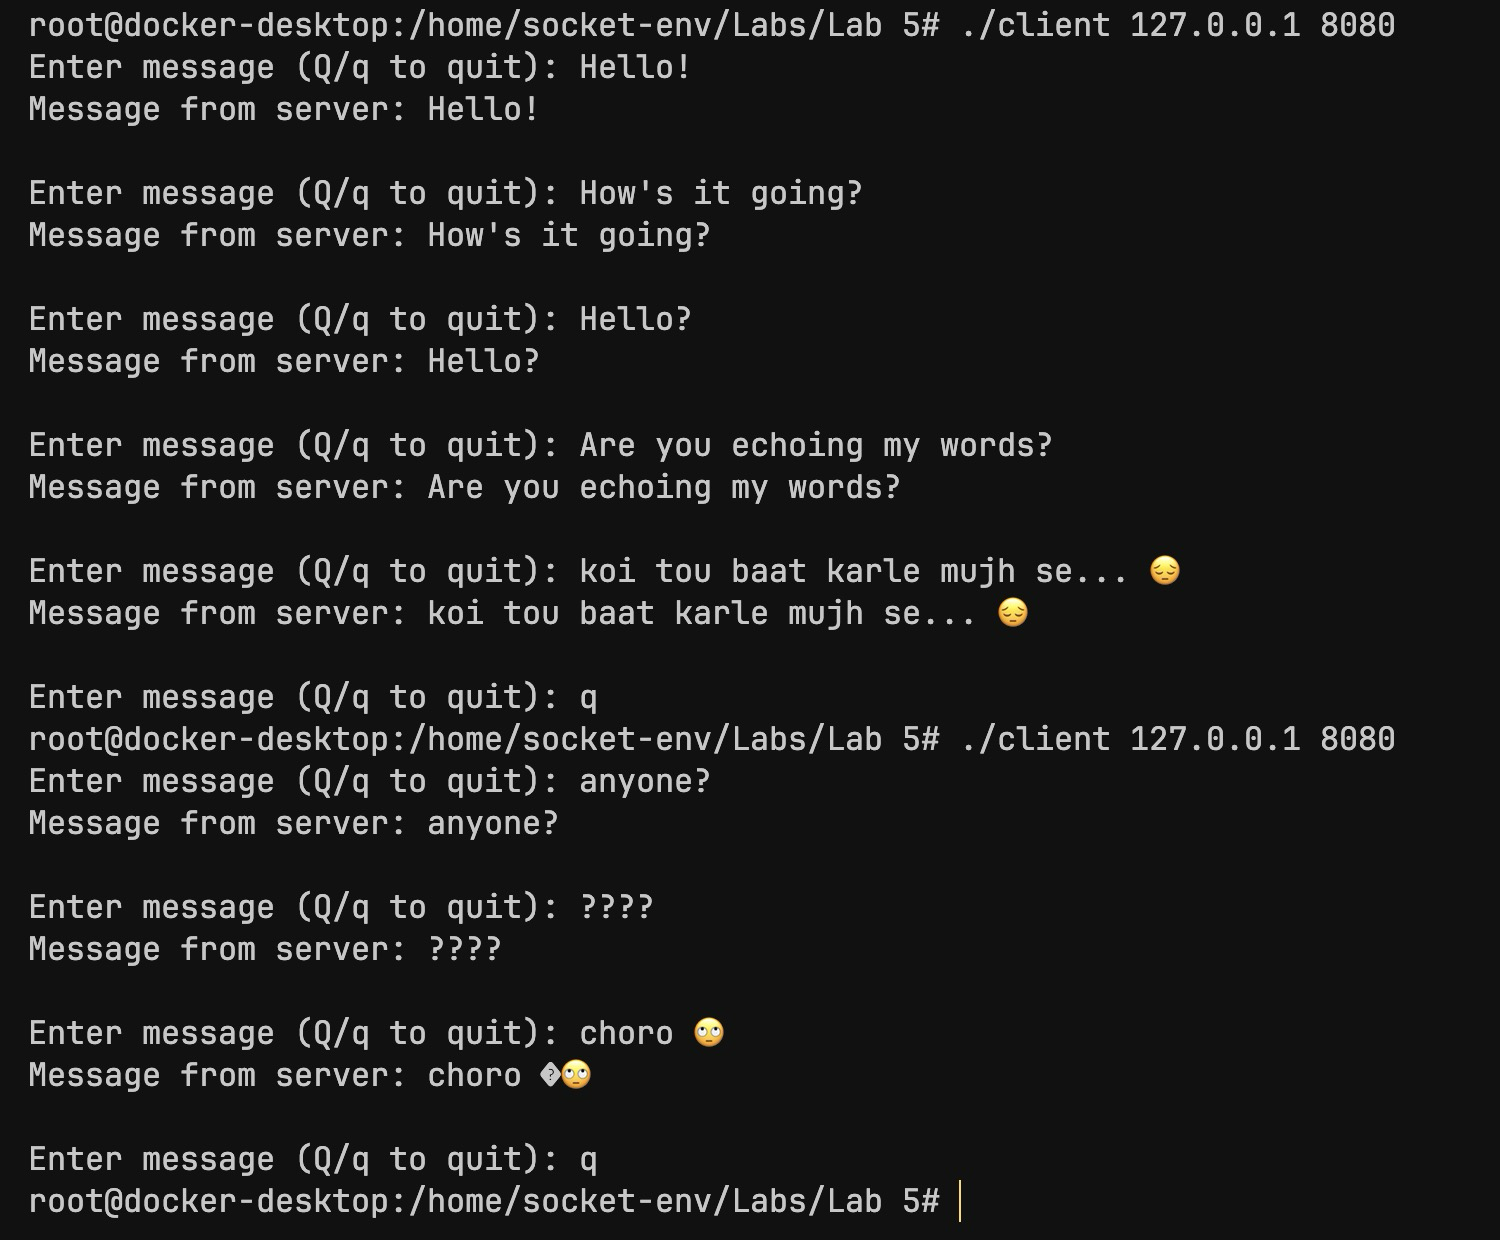 root@docker-desktop:/home/socket-env/Labs/Lab 5# ./client 127.0.0.1 8080
Enter message (Q/q to quit): Hello!
Message from server: Hello!
Enter message (Q/q to quit): How's it going?
Message from server: How's it going?
Enter message (Q/q to quit): Hello?
Message from server: Hello?
Enter message (Q/q to quit): Are you echoing my words?
Message from server: Are you echoing my words?
Enter message (Q/q to quit): koi tou baat karle mujh se... 😔
Message from server: koi tou baat karle mujh se... 😔
Enter message (Q/q to quit): q
root@docker-desktop:/home/socket-env/Labs/Lab 5# ./client 127.0.0.1 8080
Enter message (Q/q to quit): anyone?
Message from server: anyone?
Enter message (Q/q to quit): ????
Message from server: ????
Enter message (Q/q to quit): choro 🙄
Message from server: choro �🙄
Enter message (Q/q to quit): q
root@docker-desktop:/home/socket-env/Labs/Lab 5#